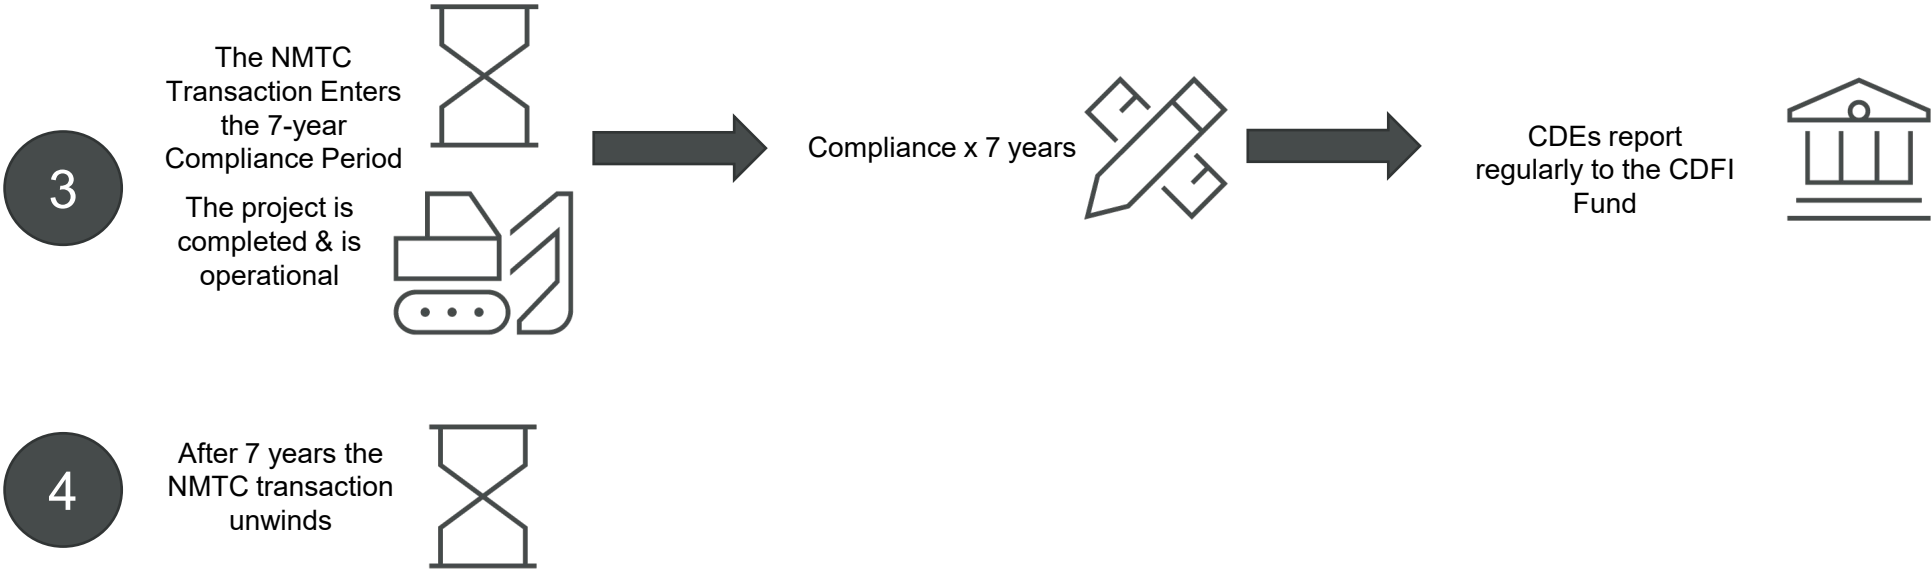 3
The NMTC
Transaction Enters
the 7-year
Compliance Period
The project is
completed & is
operational
Compliance x 7 years
CDEs report
regularly to the CDFI
Fund
4
After 7 years the
NMTC transaction
unwinds